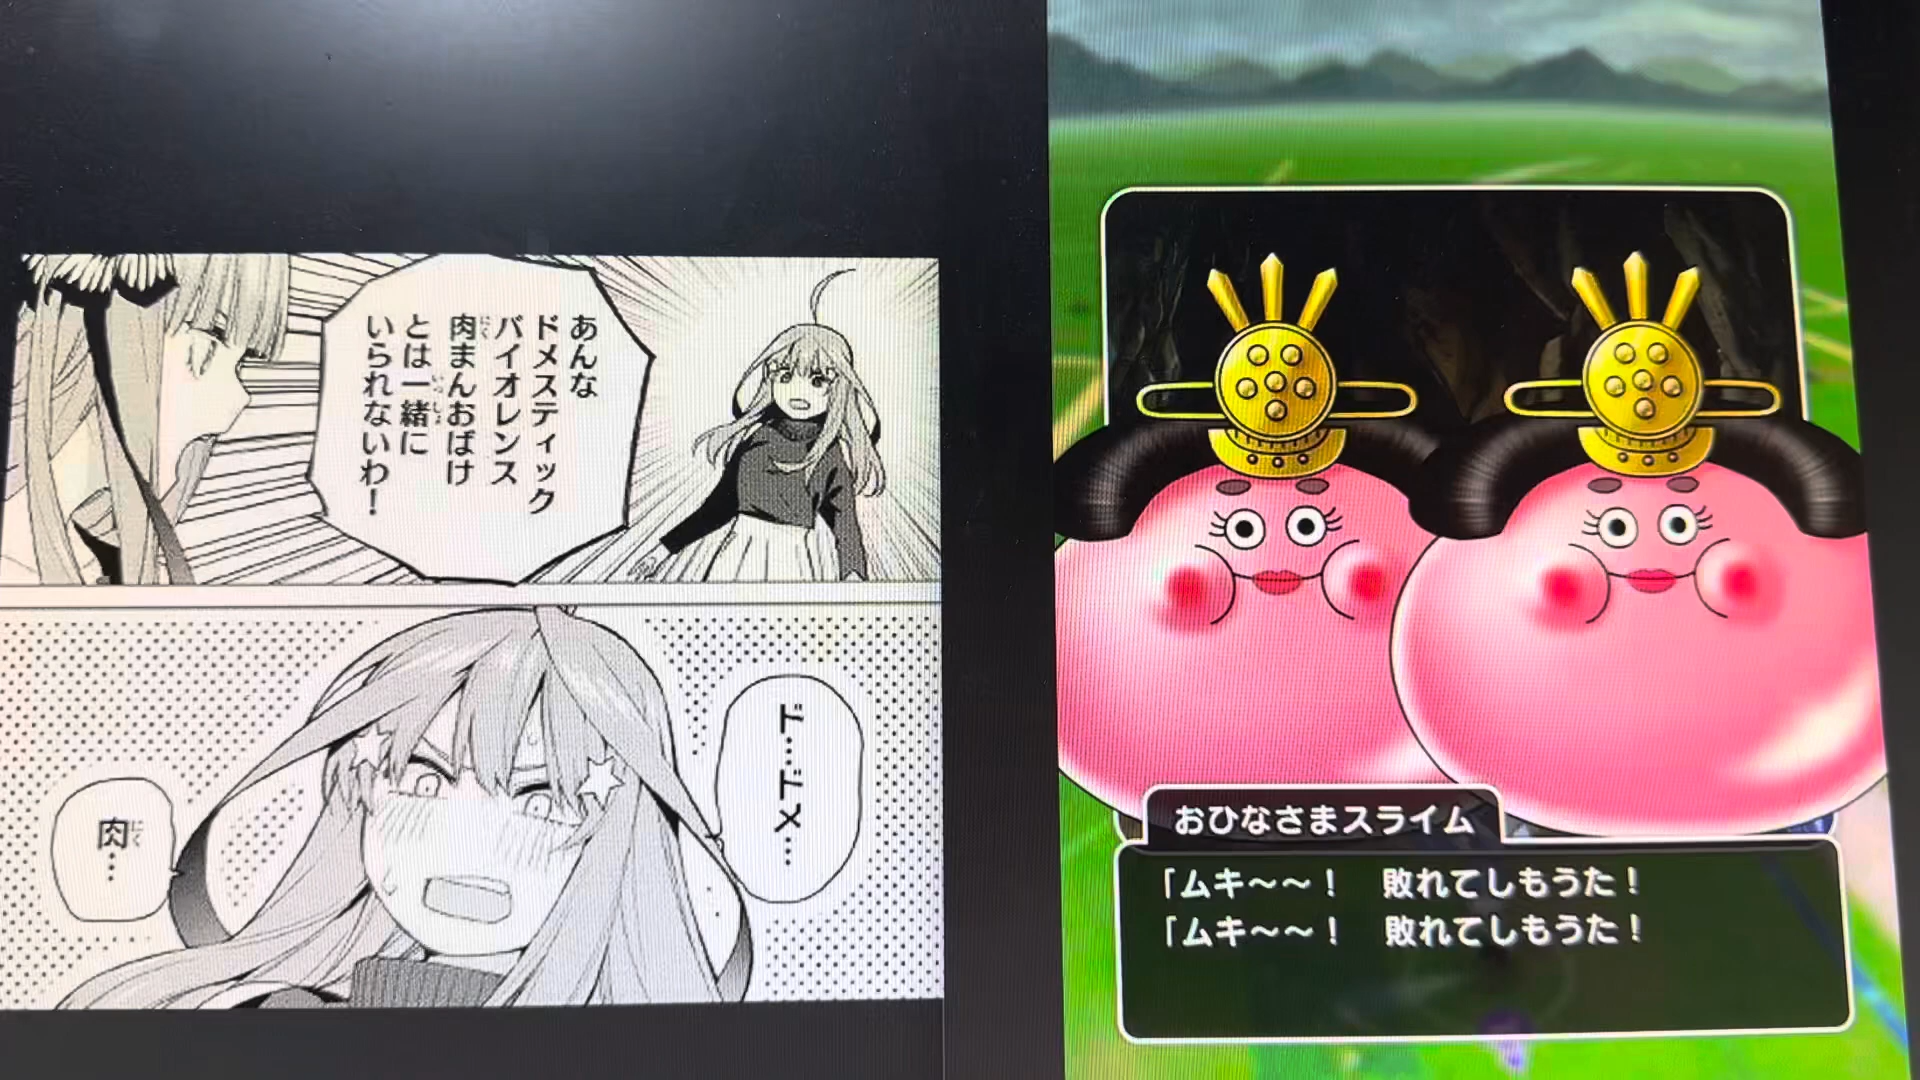 あんな
ドメスティック
バイオレンス
肉まんおばけ
とは一緒に
いられないわ！
ド…ドメ…
肉…
おひなさまスライム
「ムキ～～！　敗れてしもうた！
「ムキ～～！　敗れてしもうた！